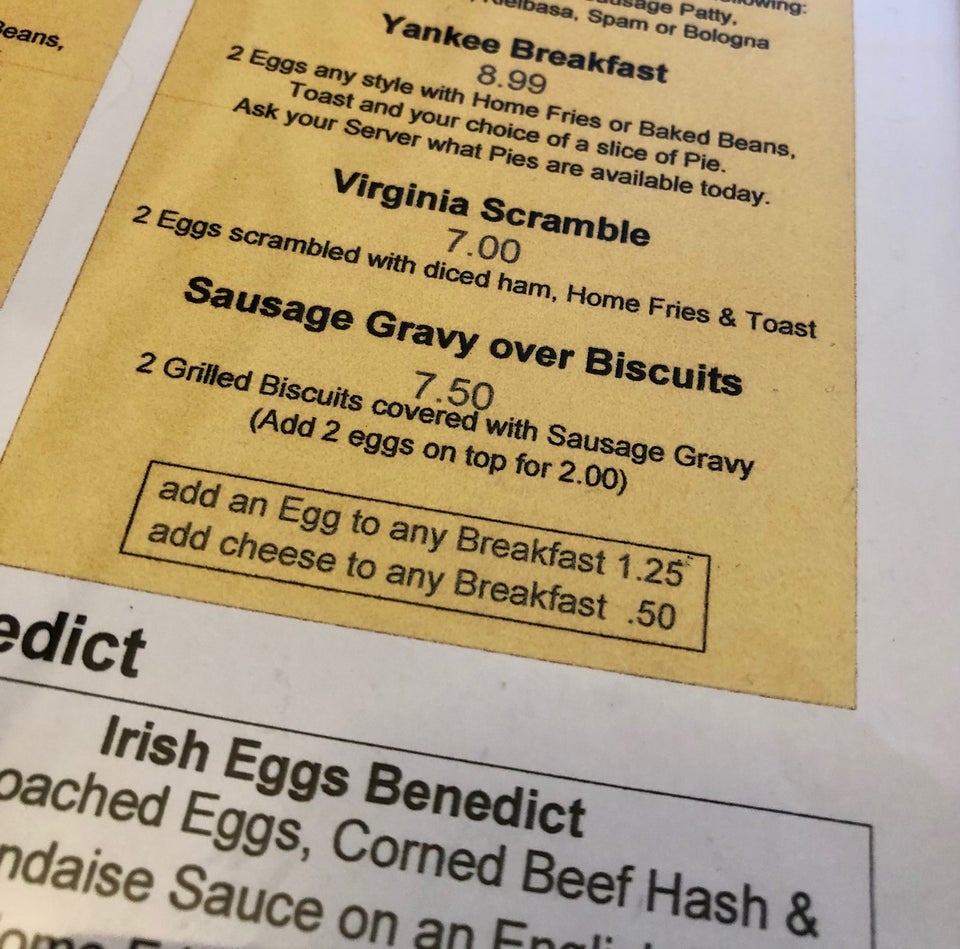 Beans,
Sausage Patty,
Kielbasa, Spam or Bologna
Yankee Breakfast
8.99
2 Eggs any style with Home Fries or Baked Beans,
Toast and your choice of a slice of Pie.
Ask your Server what Pies are available today.
Virginia Scramble
7.00
2 Eggs scrambled with diced ham, Home Fries & Toast
Sausage Gravy over Biscuits
7.50
2 Grilled Biscuits covered with Sausage Gravy
(Add 2 eggs on top for 2.00)
add an Egg to any Breakfast 1.25
add cheese to any Breakfast .50
edict
Irish Eggs Benedict
oached Eggs, Corned Beef Hash &
ndaise Sauce on an